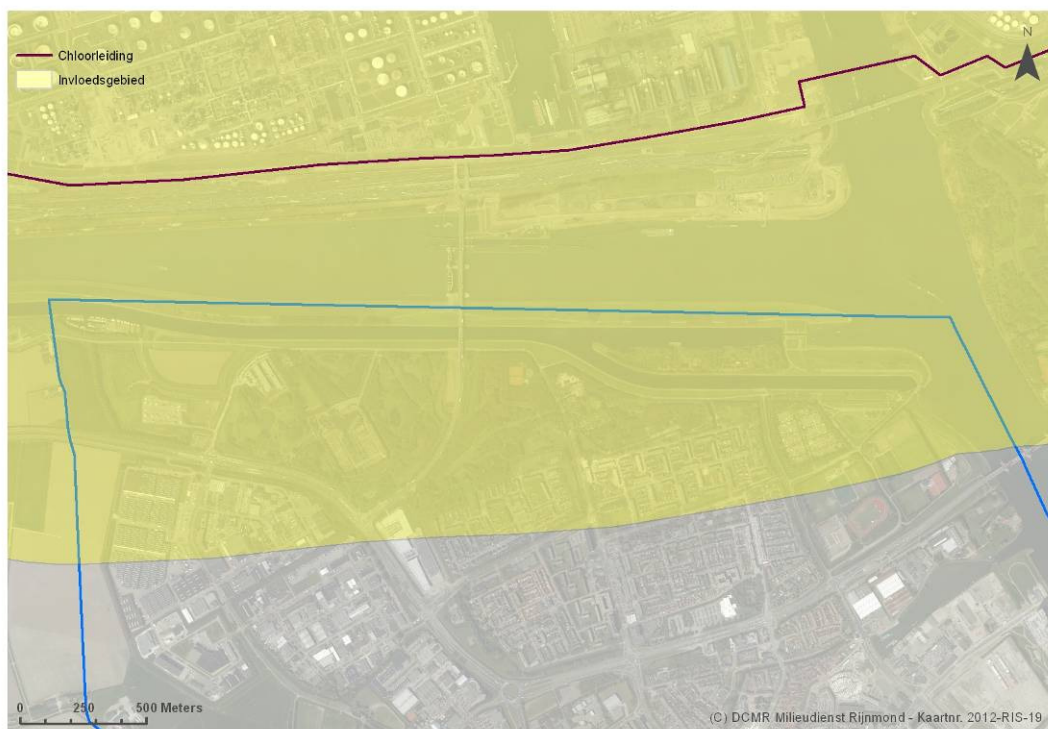 N
Chloorleiding
Invloedsgebied
0 250 500 Meters
(C) DCMR Milieudienst Rijnmond - Kaartnr. 2012-RIS-19